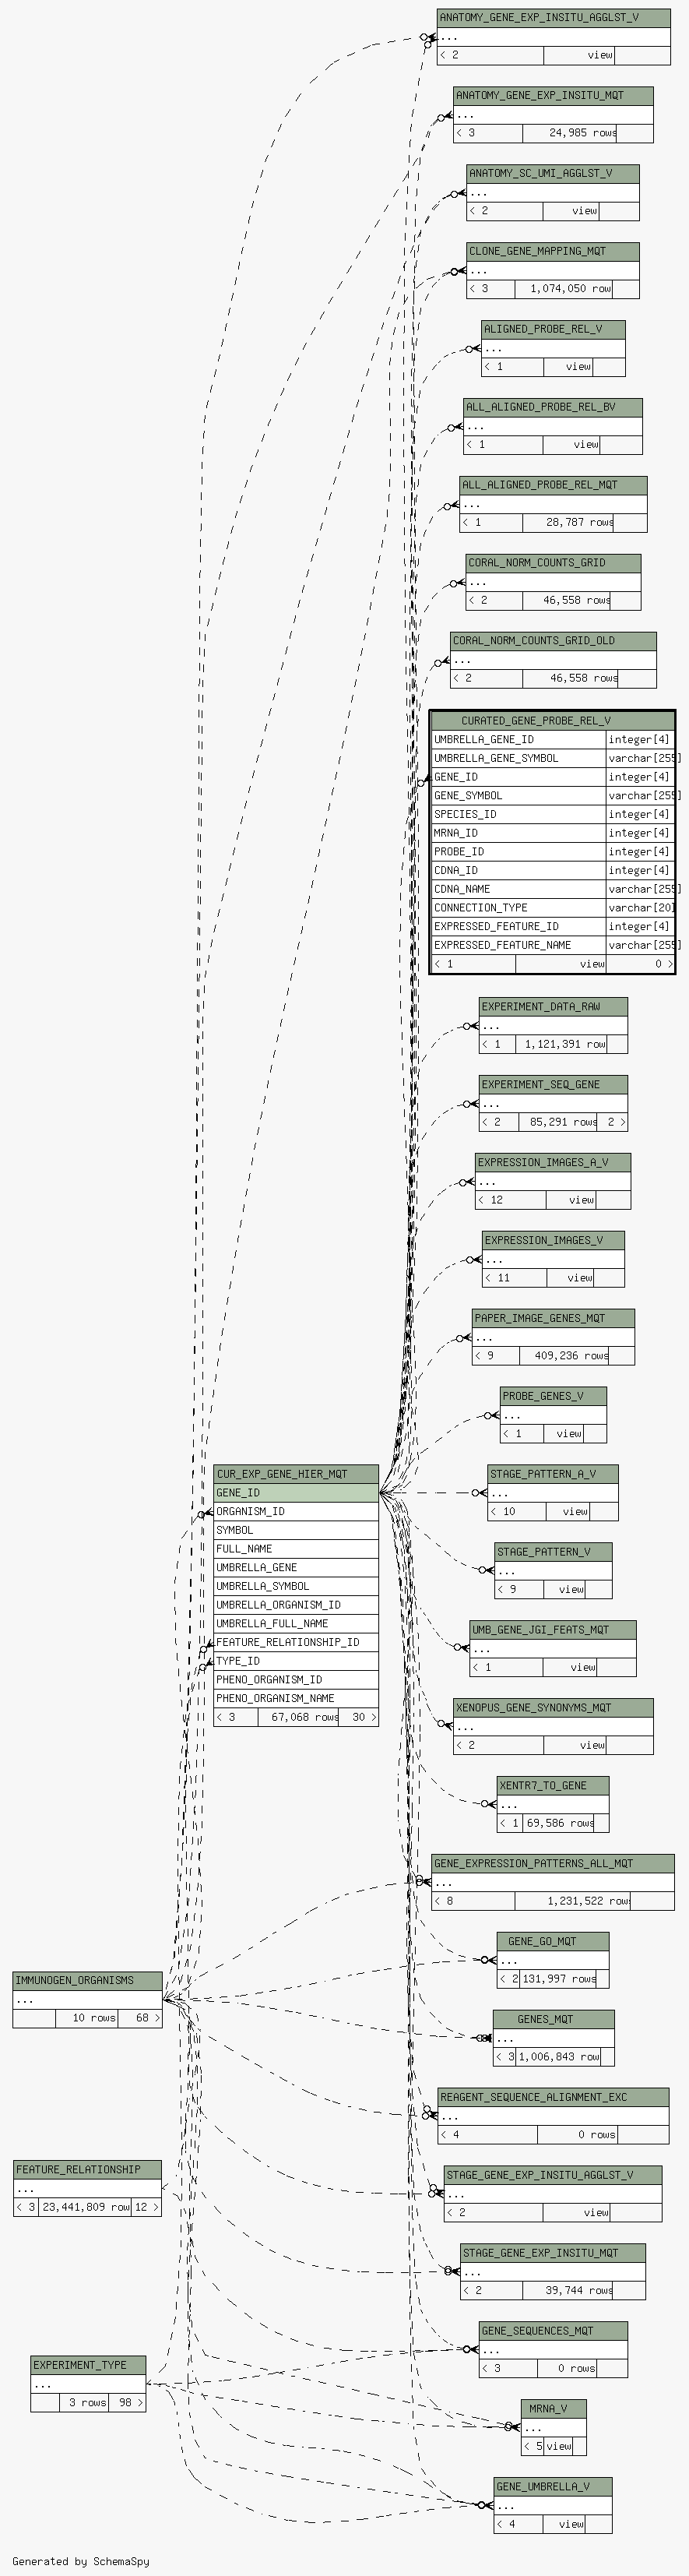 ANATOMY_GENE_EXP_INSITU_AGGLST_V
...
< 2 view
ANATOMY_GENE_EXP_INSITU_MQT
...
< 3 24,985 rows
ANATOMY_SC_UMI_AGGLST_V
...
< 2 view
CLONE_GENE_MAPPING_MQT
...
< 3 1,074,050 row
ALIGNED_PROBE_REL_V
...
< 1 view
ALL_ALIGNED_PROBE_REL_BV
...
< 1 view
ALL_ALIGNED_PROBE_REL_MQT
...
< 1 28,787 rows
CORAL_NORM_COUNTS_GRID
...
< 2 46,558 rows
CORAL_NORM_COUNTS_GRID_OLD
...
< 2 46,558 rows
CURATED_GENE_PROBE_REL_V
UMBRELLA_GENE_ID integer[4]
UMBRELLA_GENE_SYMBOL varchar[255]
GENE_ID integer[4]
GENE_SYMBOL varchar[255]
SPECIES_ID integer[4]
MRNA_ID integer[4]
PROBE_ID integer[4]
CDNA_ID integer[4]
CDNA_NAME varchar[255]
CONNECTION_TYPE varchar[20]
EXPRESSED_FEATURE_ID integer[4]
EXPRESSED_FEATURE_NAME varchar[255]
< 1 view 0 >
EXPERIMENT_DATA_RAW
...
< 1 1,121,391 row
EXPERIMENT_SEQ_GENE
...
< 2 85,291 rows 2 >
EXPRESSION_IMAGES_A_V
...
< 12 view
EXPRESSION_IMAGES_V
...
< 11 view
PAPER_IMAGE_GENES_MQT
...
< 9 409,236 rows
PROBE_GENES_V
...
< 1 view
CUR_EXP_GENE_HIER_MQT
GENE_ID
ORGANISM_ID
SYMBOL
FULL_NAME
UMBRELLA_GENE
UMBRELLA_SYMBOL
UMBRELLA_ORGANISM_ID
UMBRELLA_FULL_NAME
FEATURE_RELATIONSHIP_ID
TYPE_ID
PHENO_ORGANISM_ID
PHENO_ORGANISM_NAME
< 3 67,068 rows 30 >
STAGE_PATTERN_A_V
...
< 10 view
STAGE_PATTERN_V
...
< 9 view
UMB_GENE_JGI_FEATS_MQT
...
< 1 view
XENOPUS_GENE_SYNONYMS_MQT
...
< 2 view
XENTR7_TO_GENE
...
< 1 69,586 rows
GENE_EXPRESSION_PATTERNS_ALL_MQT
...
< 8 1,231,522 row
GENE_GO_MQT
...
< 2 131,997 rows
IMMUNOGEN_ORGANISMS
...
10 rows 68 >
GENES_MQT
...
< 3 1,006,843 row
REAGENT_SEQUENCE_ALIGNMENT_EXC
...
< 4 0 rows
FEATURE_RELATIONSHIP
...
< 3 23,441,809 row 12 >
STAGE_GENE_EXP_INSITU_AGGLST_V
...
< 2 view
STAGE_GENE_EXP_INSITU_MQT
...
< 2 39,744 rows
GENE_SEQUENCES_MQT
...
< 3 0 rows
EXPERIMENT_TYPE
...
3 rows 98 >
MRNA_V
...
< 5 view
GENE_UMBRELLA_V
...
< 4 view
Generated by SchemaSpy